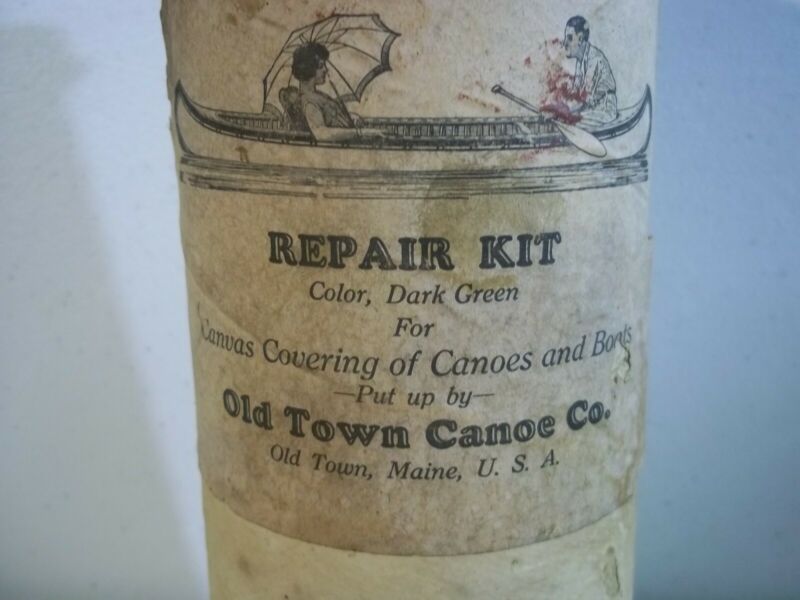 REPAIR KIT
Color, Dark Green
For
Canvas Covering of Canoes and Boats
—Put up by—
Old Town Canoe Co.
Old Town, Maine, U. S. A.